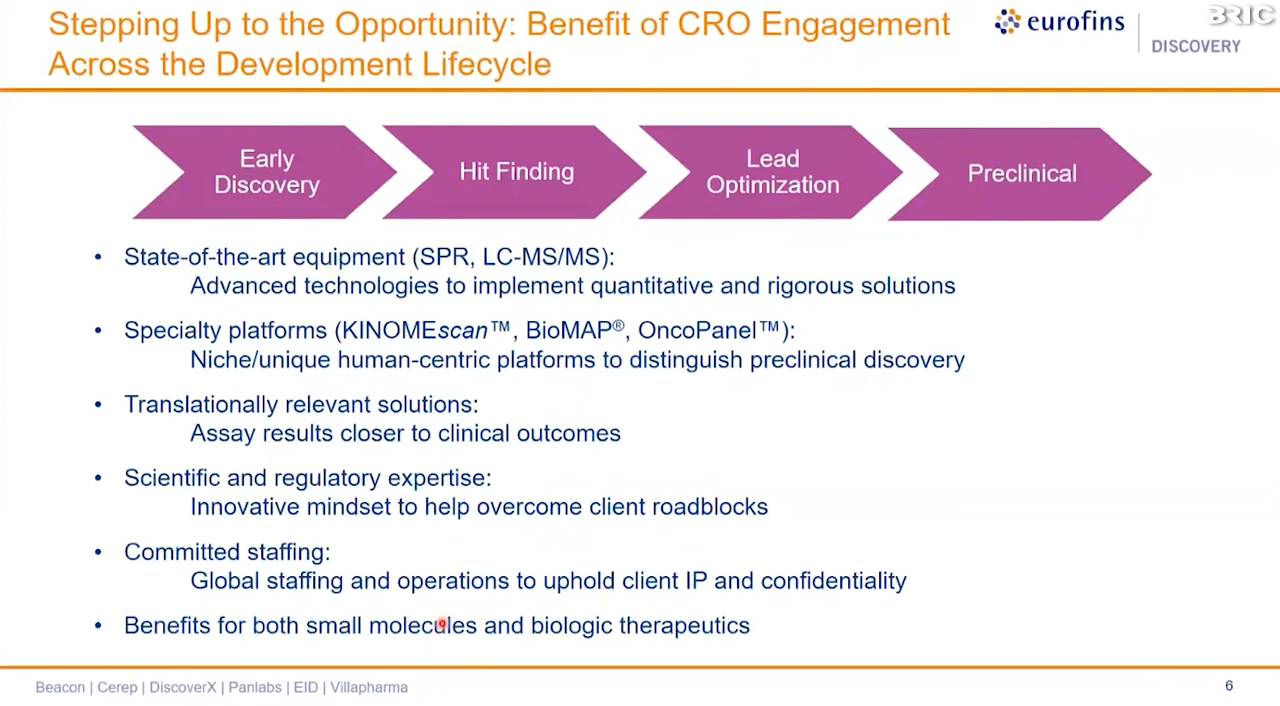 Stepping Up to the Opportunity: Benefit of CRO Engagement
Across the Development Lifecycle
eurofins
DISCOVERY
BRIC
Early
Discovery
Hit Finding
Lead
Optimization
Preclinical
• State-of-the-art equipment (SPR, LC-MS/MS):
Advanced technologies to implement quantitative and rigorous solutions
• Specialty platforms (KINOMEscan™, BioMAP®, OncoPanel™):
Niche/unique human-centric platforms to distinguish preclinical discovery
• Translationally relevant solutions:
Assay results closer to clinical outcomes
• Scientific and regulatory expertise:
Innovative mindset to help overcome client roadblocks
• Committed staffing:
Global staffing and operations to uphold client IP and confidentiality
• Benefits for both small molecules and biologic therapeutics
Beacon | Cerep | DiscoverX | Panlabs | EID | Villapharma
6